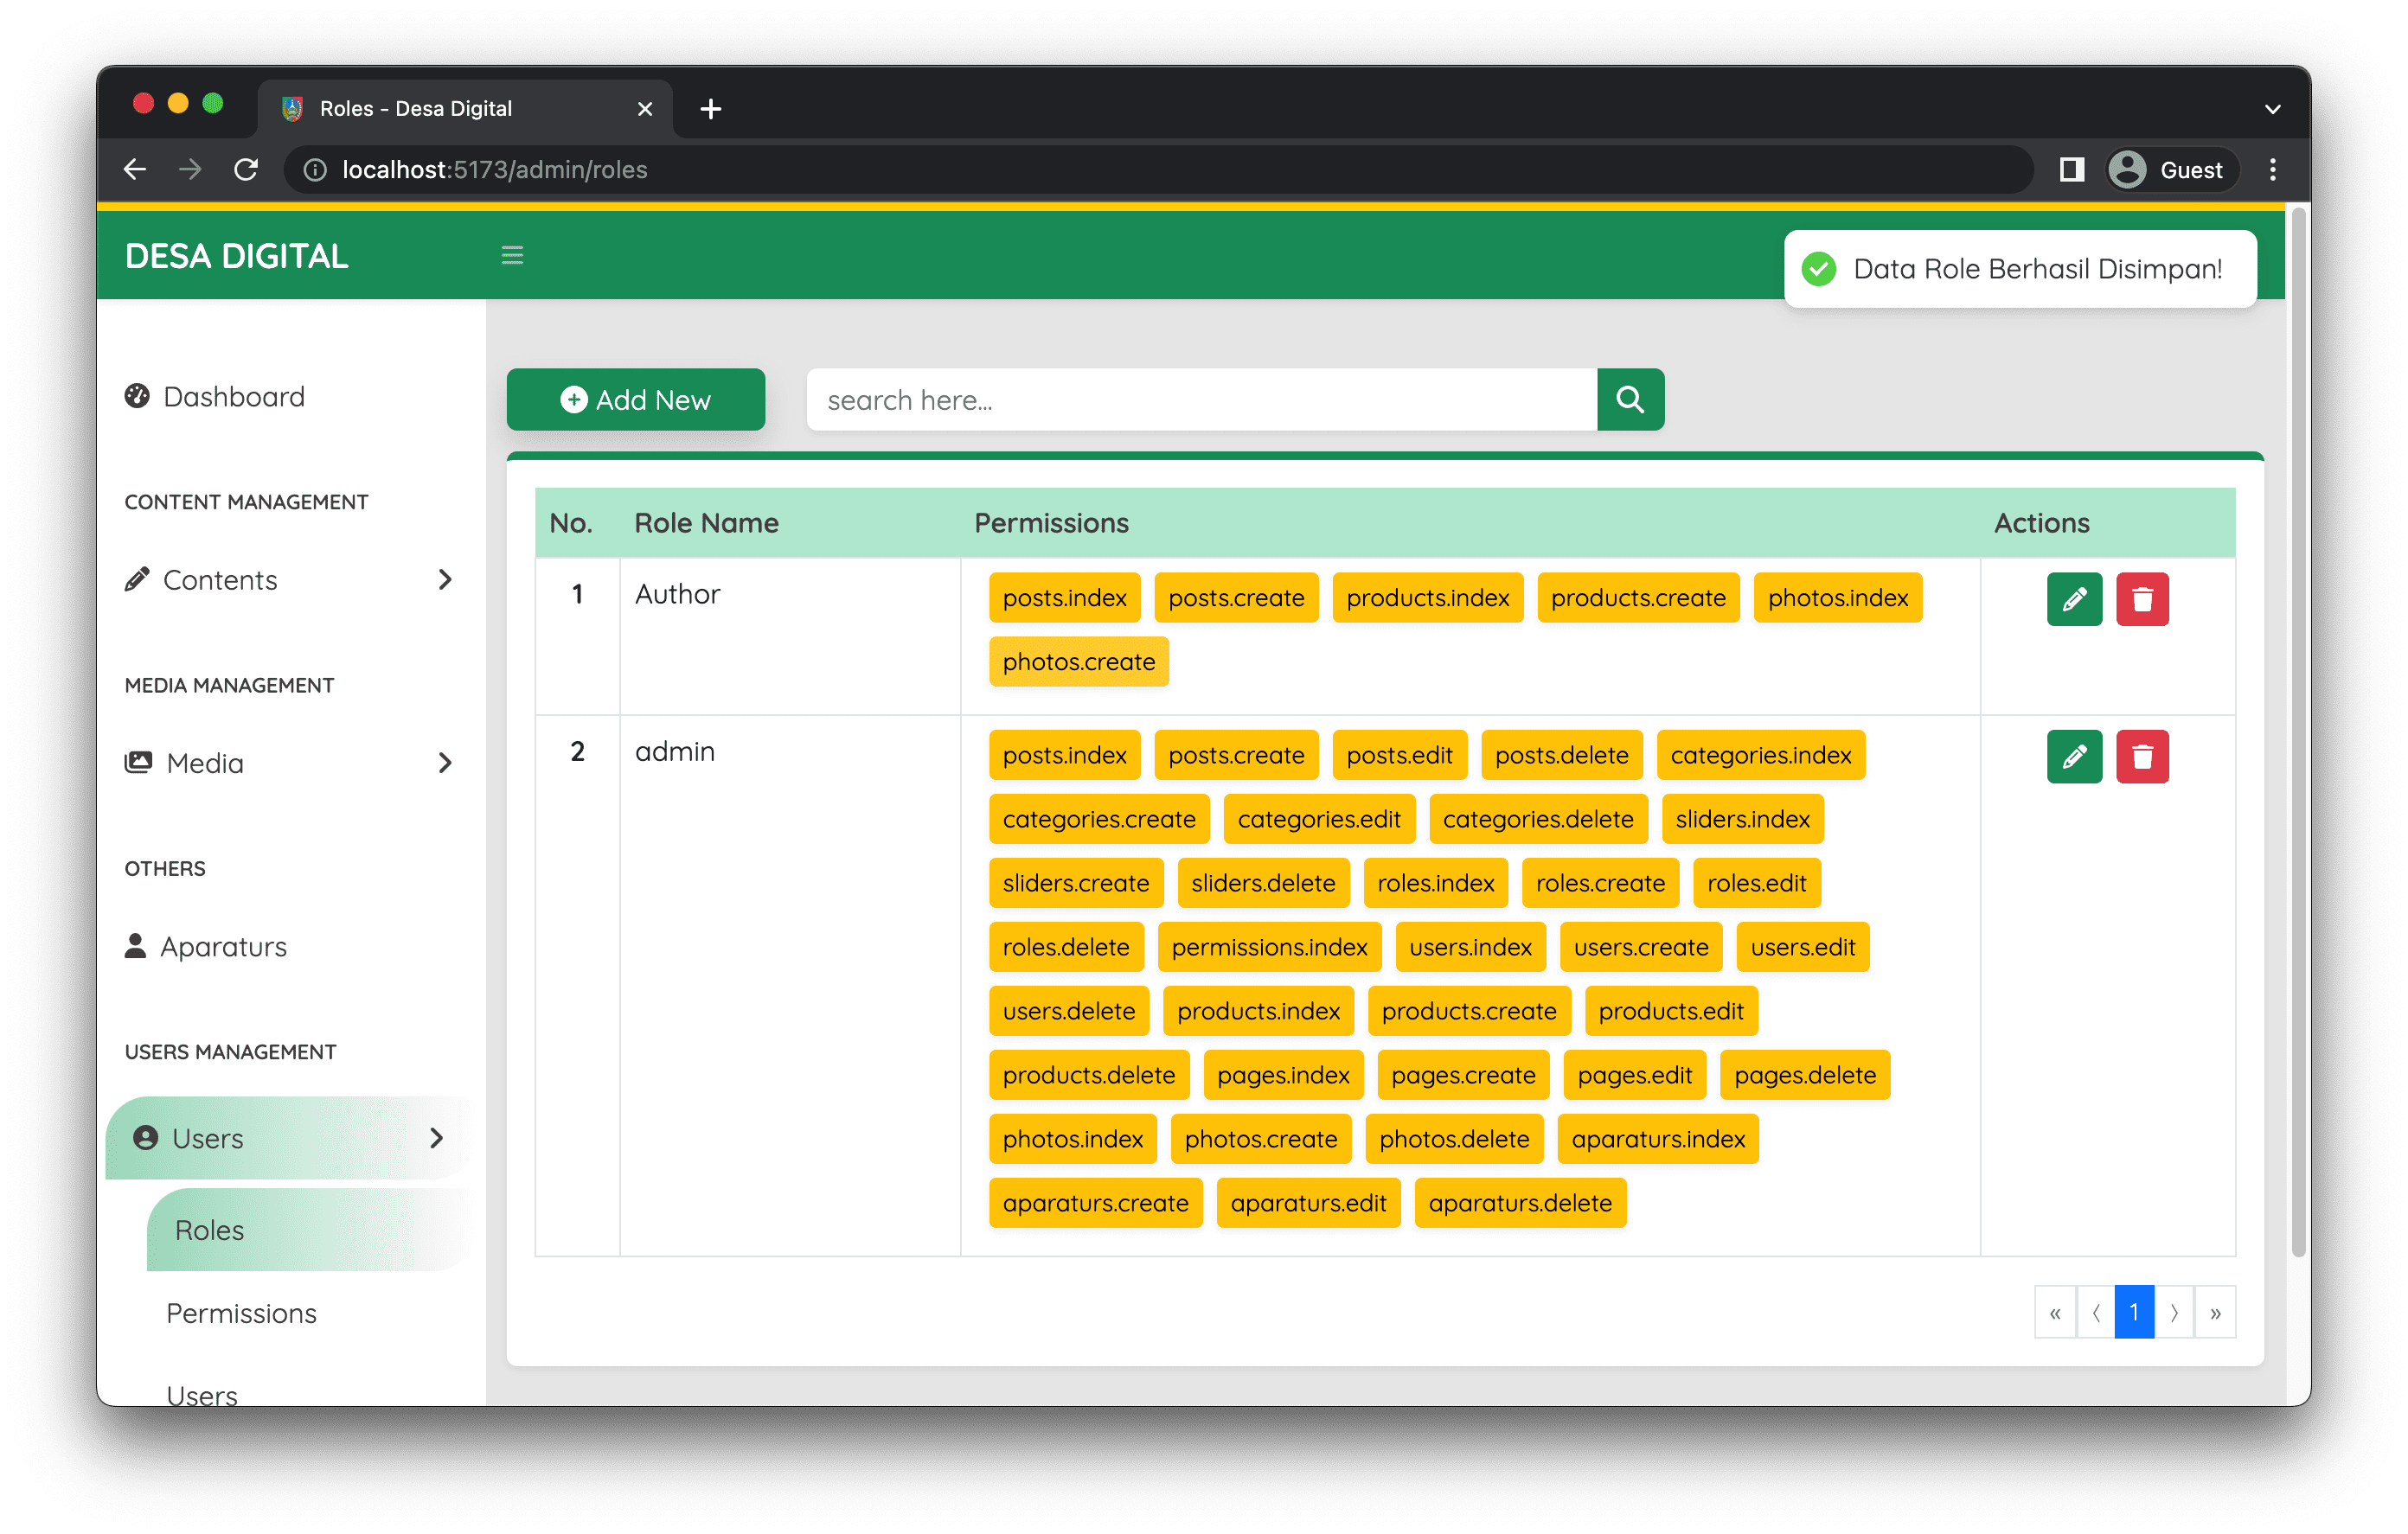 Roles - Desa Digital
localhost:5173/admin/roles
Guest
DESA DIGITAL
Data Role Berhasil Disimpan!
Dashboard
CONTENT MANAGEMENT
Contents
MEDIA MANAGEMENT
Media
OTHERS
Aparaturs
USERS MANAGEMENT
Users
Roles
Permissions
Users
Add New
search here...
No. Role Name Permissions Actions
1 Author posts.index posts.create products.index products.create photos.index
photos.create
2 admin posts.index posts.create posts.edit posts.delete categories.index
categories.create categories.edit categories.delete sliders.index
sliders.create sliders.delete roles.index roles.create roles.edit
roles.delete permissions.index users.index users.create users.edit
users.delete products.index products.create products.edit
products.delete pages.index pages.create pages.edit pages.delete
photos.index photos.create photos.delete aparaturs.index
aparaturs.create aparaturs.edit aparaturs.delete
« ⟨ 1 ⟩ »